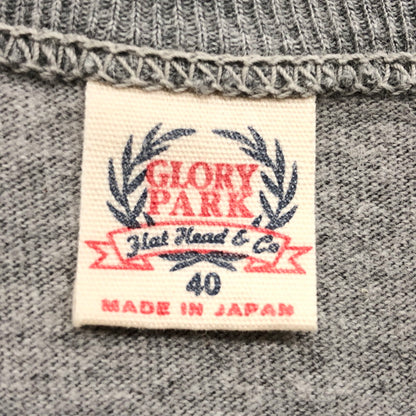 GLORY
PARK
Flat Head & Co
40
MADE IN JAPAN